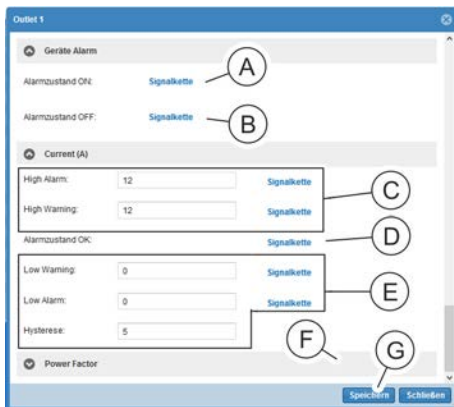 Outlet 1
Geräte Alarm
Alarmzustand ON: Signalkette A
Alarmzustand OFF: Signalkette B
Current (A)
High Alarm: 12 Signalkette
C
High Warning: 12 Signalkette
Alarmzustand OK: Signalkette D
Low Warning: 0 Signalkette
E
Low Alarm: 0 Signalkette
Hysterese: 5
F
Power Factor
G
Speichern Schließen